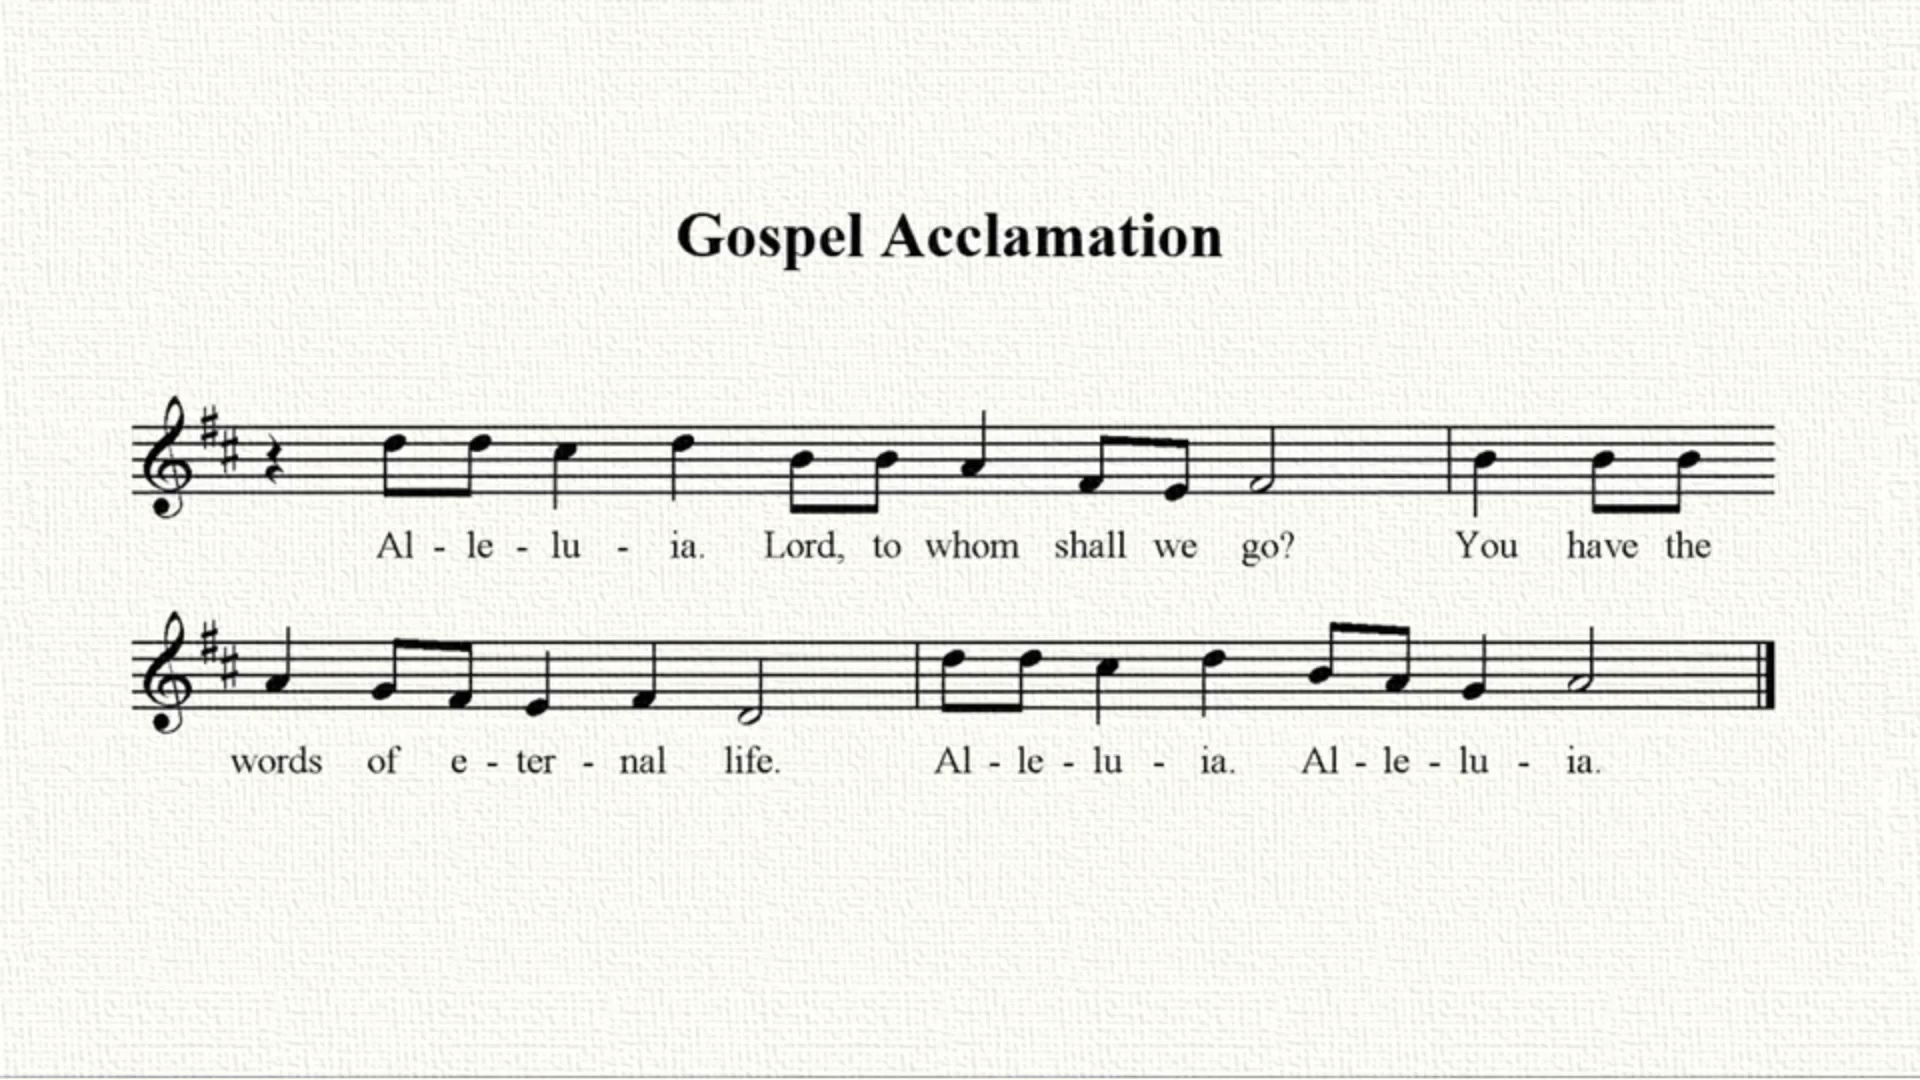 Gospel Acclamation
Al - le - lu - ia. Lord, to whom shall we go? You have the
words of e - ter - nal life. Al - le - lu - ia. Al - le - lu - ia.